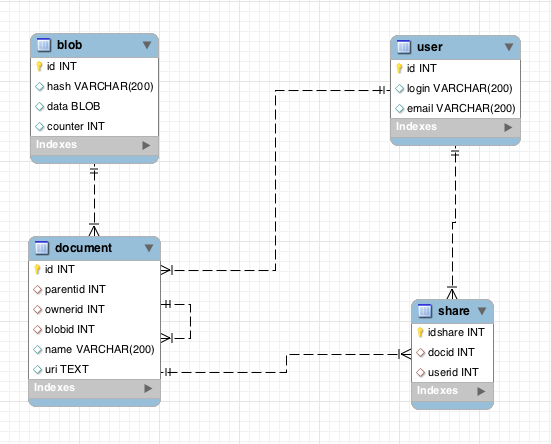 blob
id INT
hash VARCHAR(200)
data BLOB
counter INT
Indexes
user
id INT
login VARCHAR(200)
email VARCHAR(200)
Indexes
document
id INT
parentid INT
ownerid INT
blobid INT
name VARCHAR(200)
uri TEXT
Indexes
share
idshare INT
docid INT
userid INT
Indexes